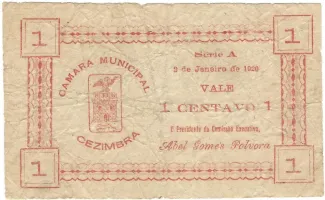 1
1
CAMARA MUNICIPAL
CEZIMBRA
Série A
2 de Janeiro de 1920
VALE
1 CENTAVO 1
O Presidente da Comissão Executiva,
Abel Gomes Polvora
1
1